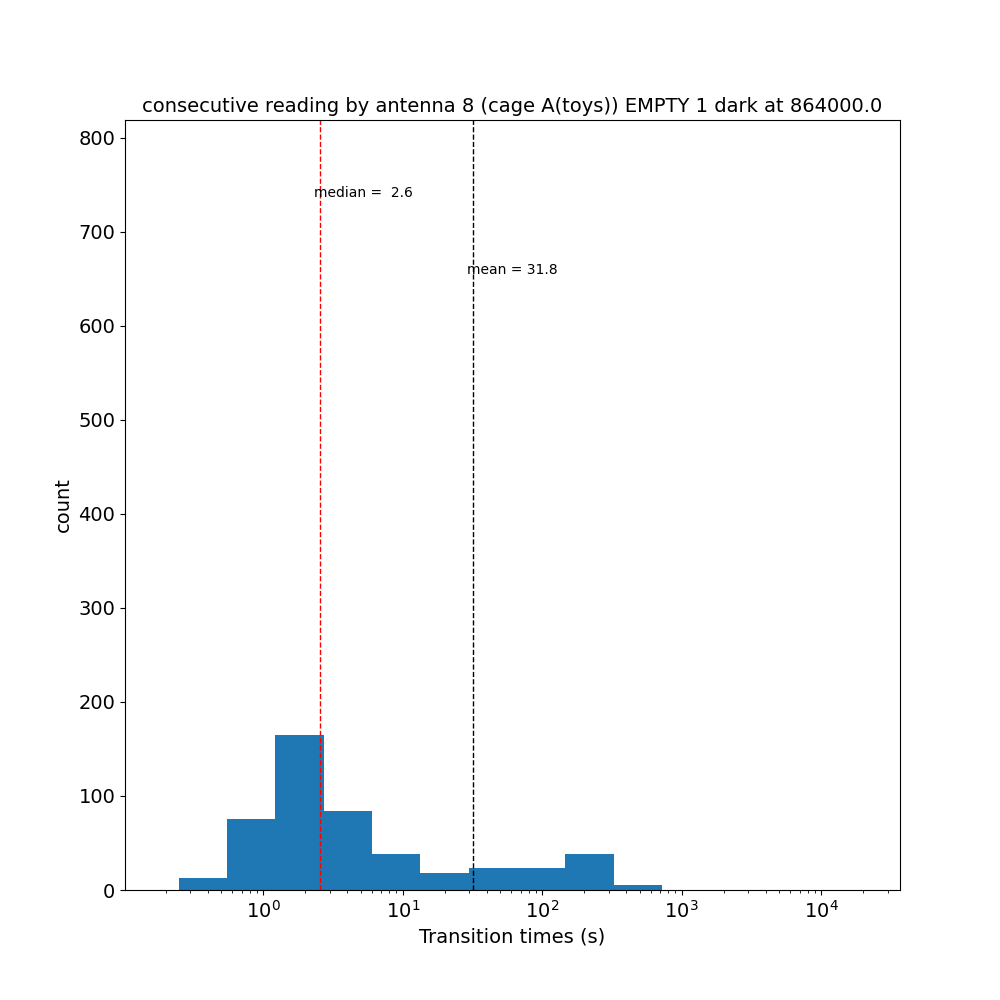 consecutive reading by antenna 8 (cage A(toys)) EMPTY 1 dark at 864000.0
800
median =  2.6
700
mean = 31.8
600
500
count
400
300
200
100
0
10^0 10^1 10^2 10^3 10^4
Transition times (s)